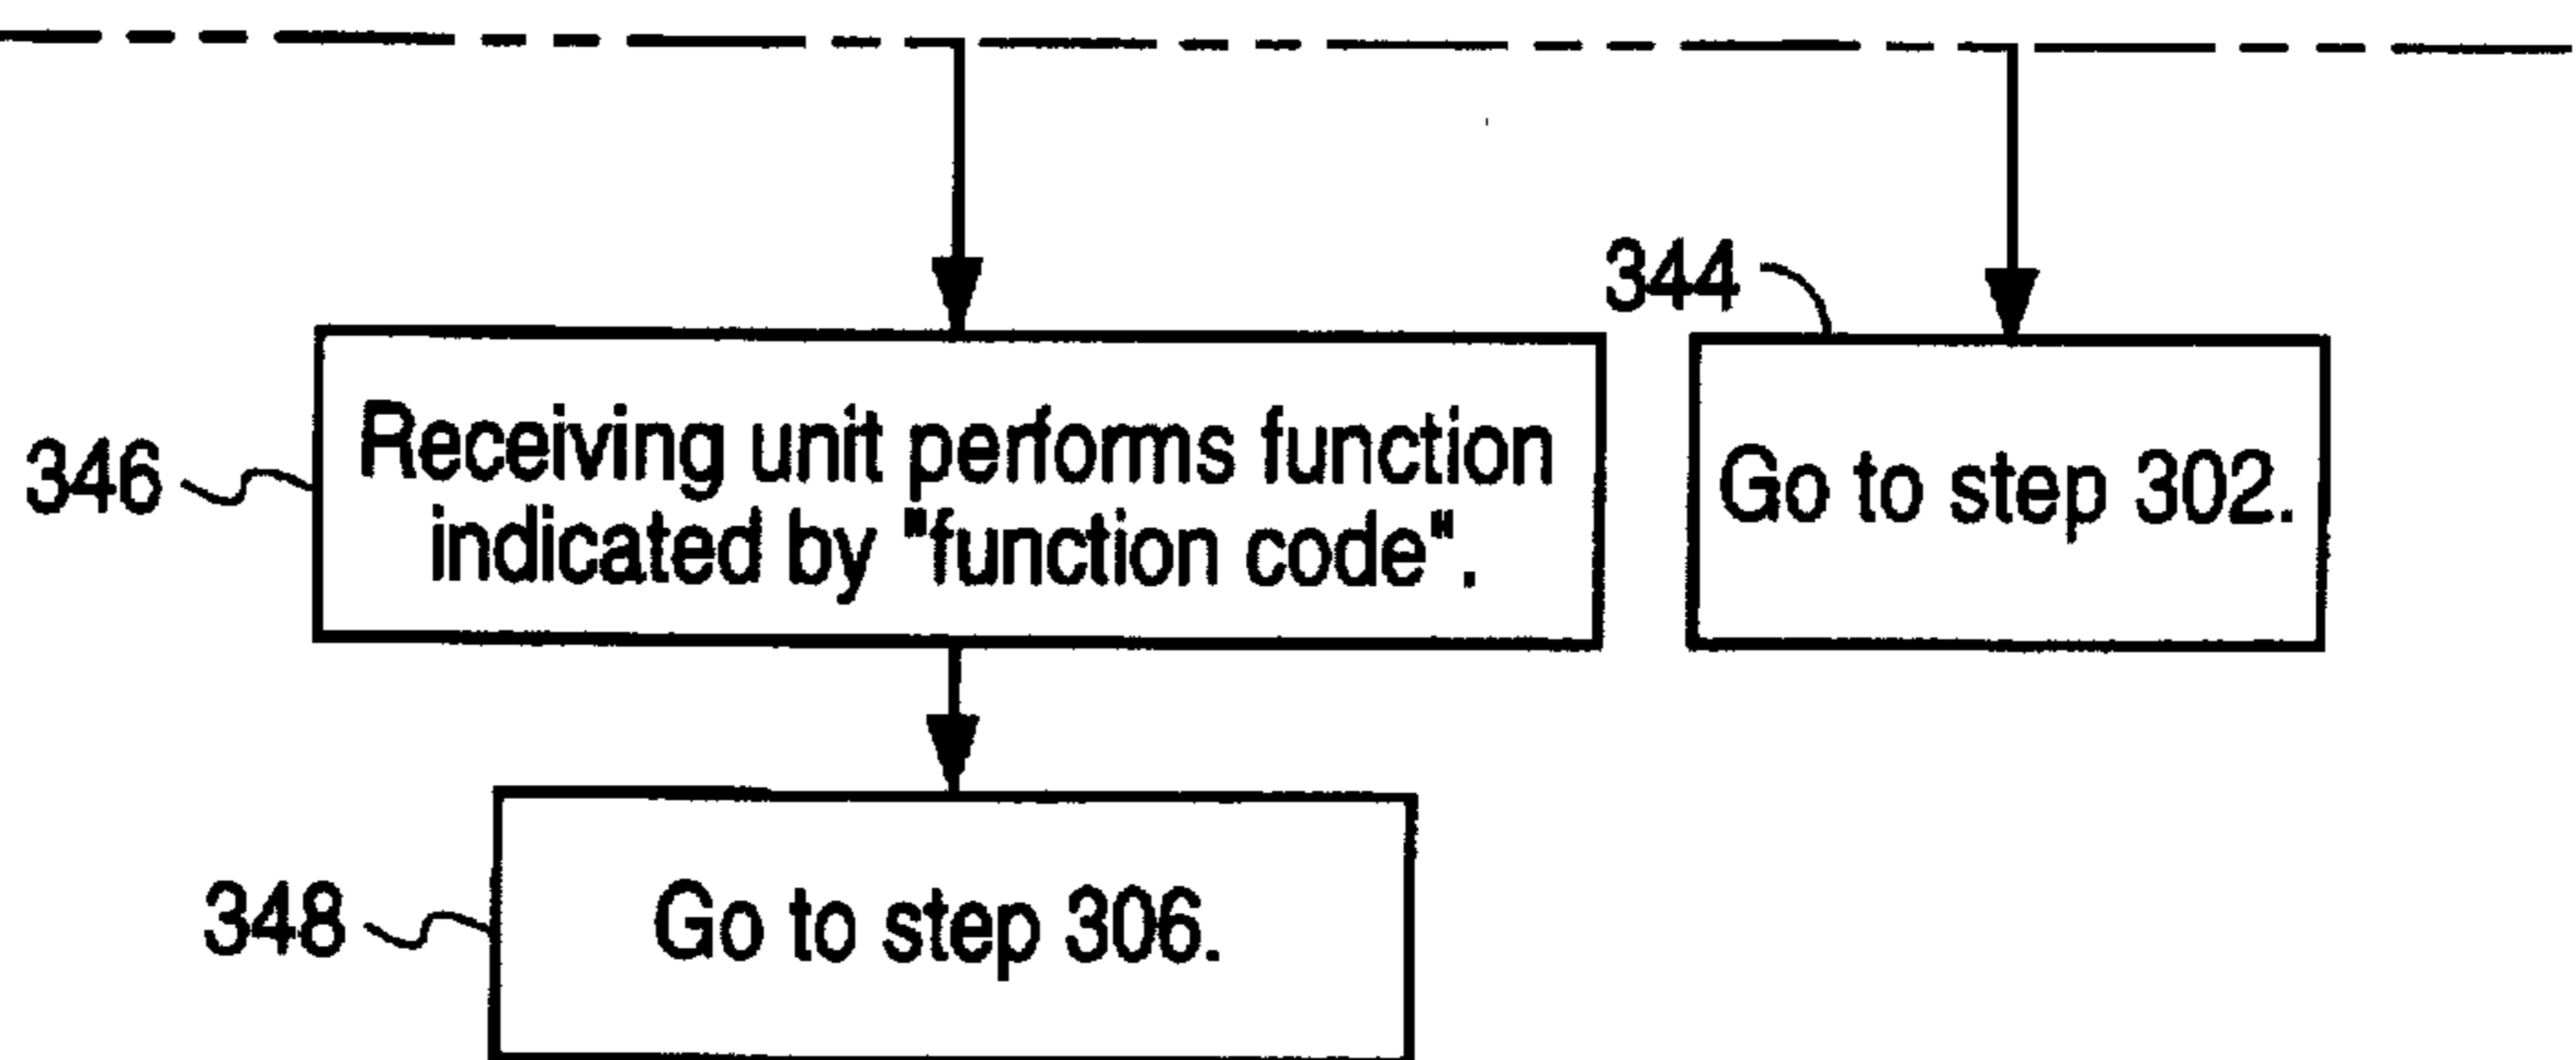 344
346
Receiving unit performs function
indicated by "function code".
Go to step 302.
348
Go to step 306.